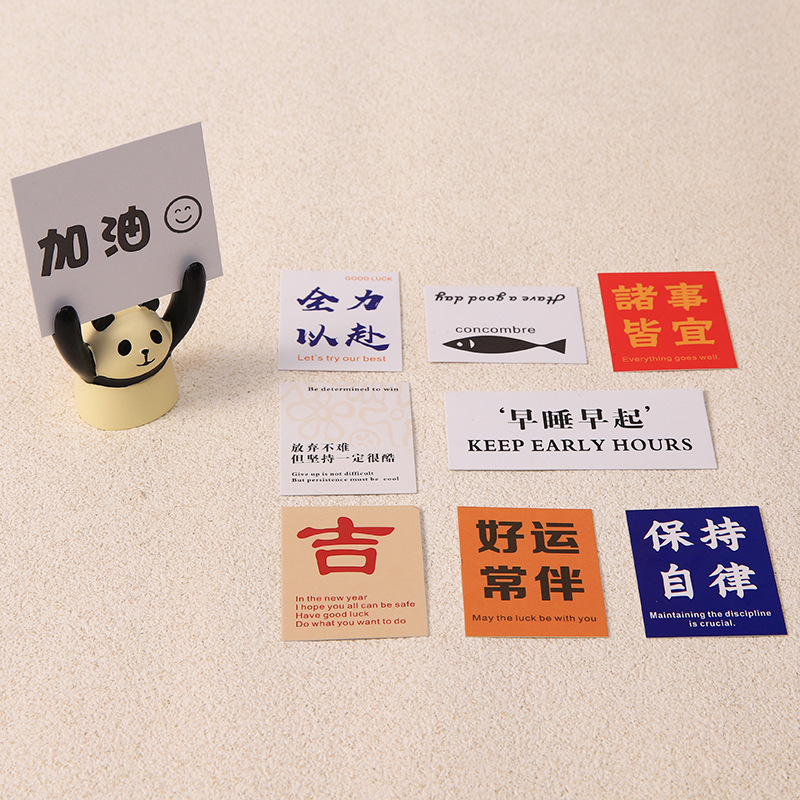 加油
GOOD LUCK
全力
以赴
Let's try our best
Have a good day
concombre
諸事
皆宜
Everything goes well.
Be determined to win
放弃不难
但坚持一定很酷
Give up is not difficult
But persistence must be cool
‘早睡早起’
KEEP EARLY HOURS
吉
In the new year
I hope you all can be safe
Have good luck
Do what you want to do
好运
常伴
May the luck be with you
保持
自律
Maintaining the discipline
is crucial.